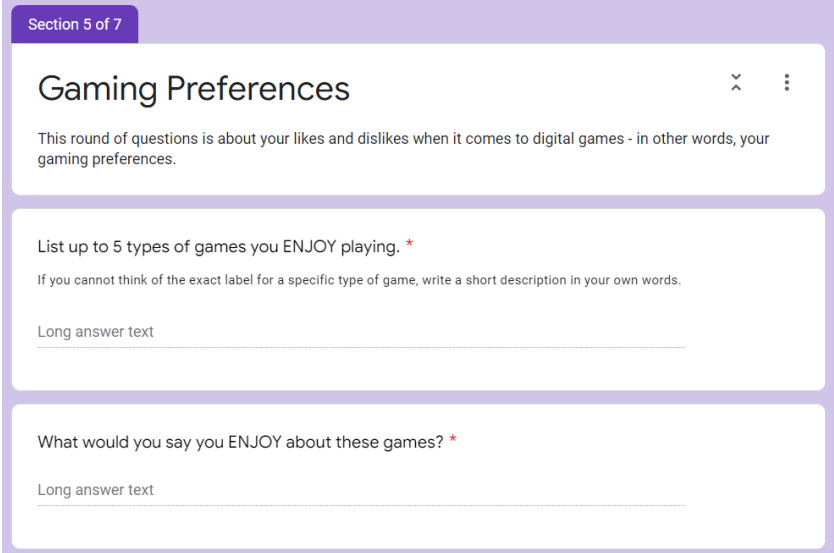 Section 5 of 7
Gaming Preferences
This round of questions is about your likes and dislikes when it comes to digital games - in other words, your
gaming preferences.
List up to 5 types of games you ENJOY playing. *
If you cannot think of the exact label for a specific type of game, write a short description in your own words.
Long answer text
What would you say you ENJOY about these games? *
Long answer text